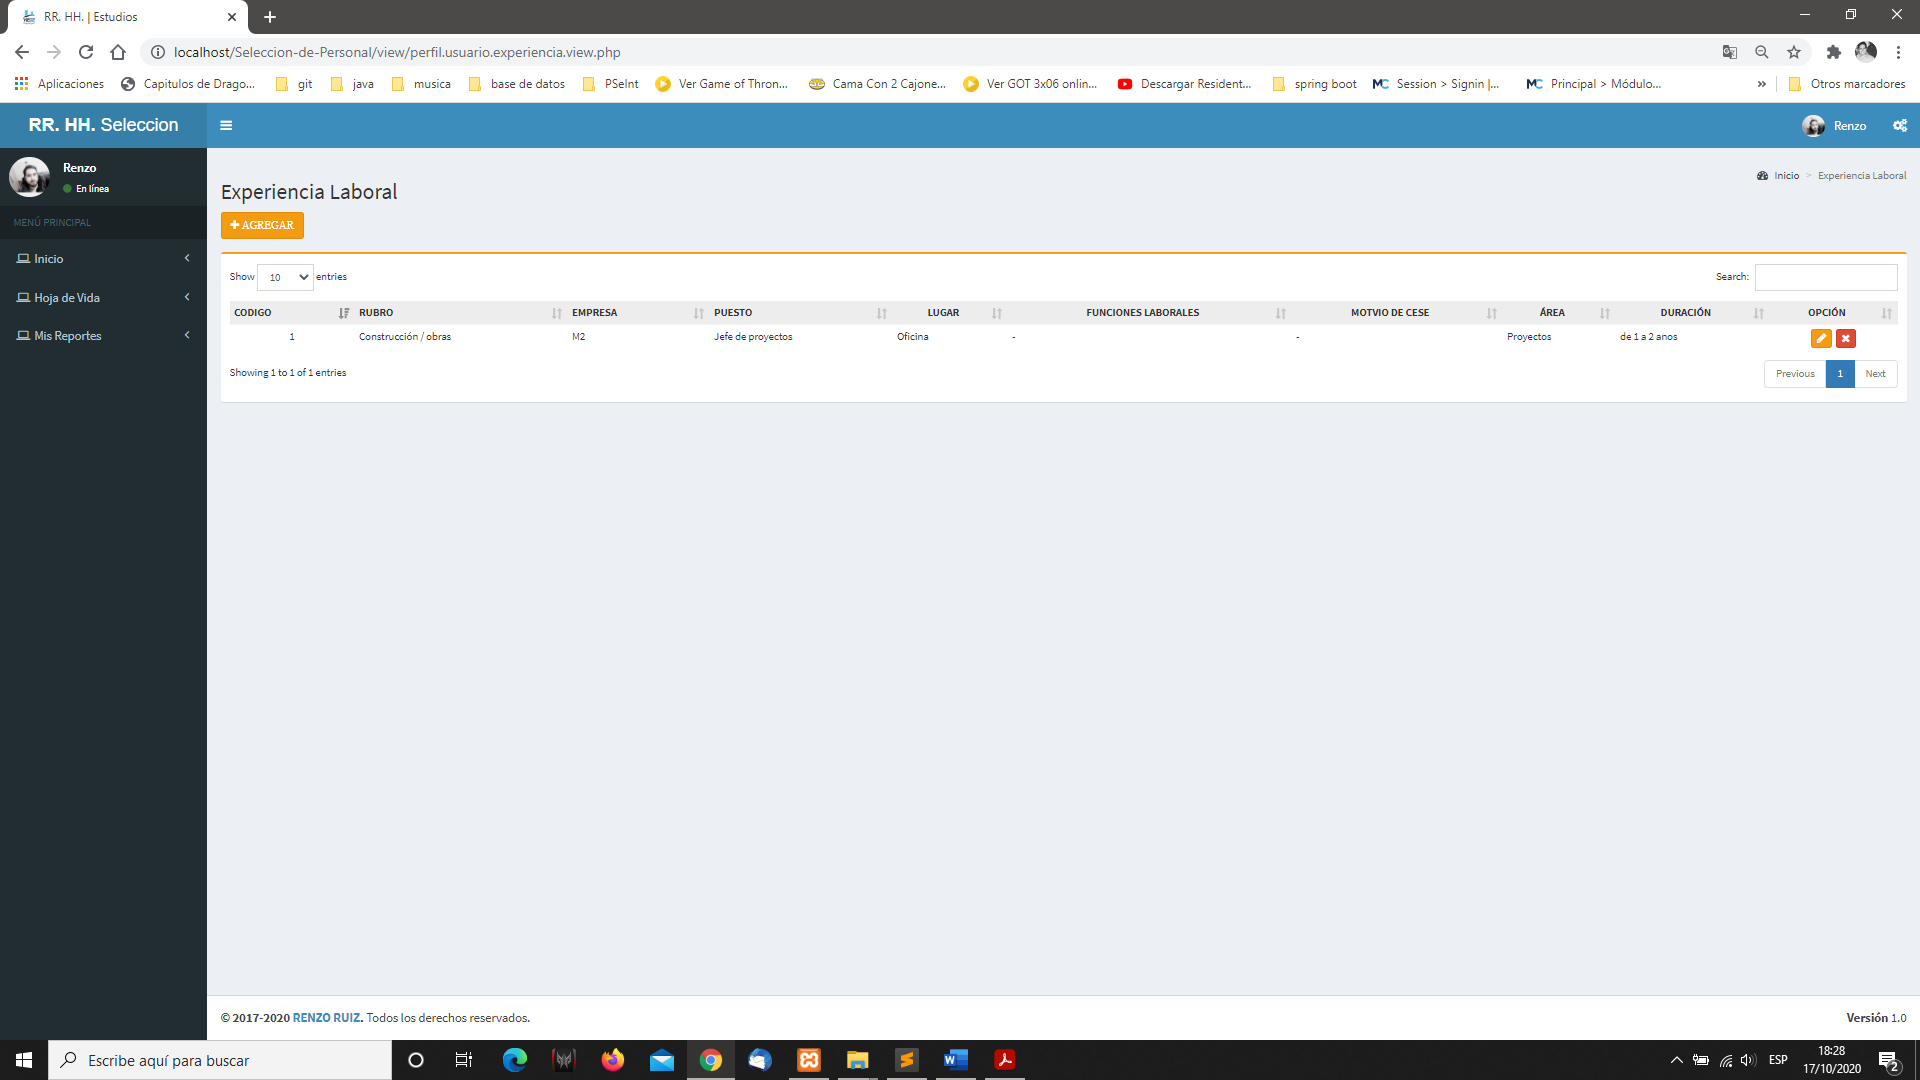 RR. HH. | Estudios
localhost/Seleccion-de-Personal/view/perfil.usuario.experiencia.view.php
Aplicaciones
Capitulos de Drago...
git
java
musica
base de datos
PSeInt
Ver Game of Thron...
Cama Con 2 Cajone...
Ver GOT 3x06 onlin...
Descargar Resident...
spring boot
Session > Signin |...
Principal > Módulo...
»
Otros marcadores
RR. HH. Seleccion
Renzo
Renzo
En línea
MENÚ PRINCIPAL
Inicio
Hoja de Vida
Mis Reportes
Inicio > Experiencia Laboral
Experiencia Laboral
AGREGAR
Show 10 entries
Search:
CODIGO RUBRO EMPRESA PUESTO LUGAR FUNCIONES LABORALES MOTVIO DE CESE ÁREA DURACIÓN OPCIÓN
1 Construcción / obras M2 Jefe de proyectos Oficina - - Proyectos de 1 a 2 anos
Showing 1 to 1 of 1 entries
Previous 1 Next
© 2017-2020 RENZO RUIZ. Todos los derechos reservados.
Versión 1.0
Escribe aquí para buscar
ESP
18:28
17/10/2020
2